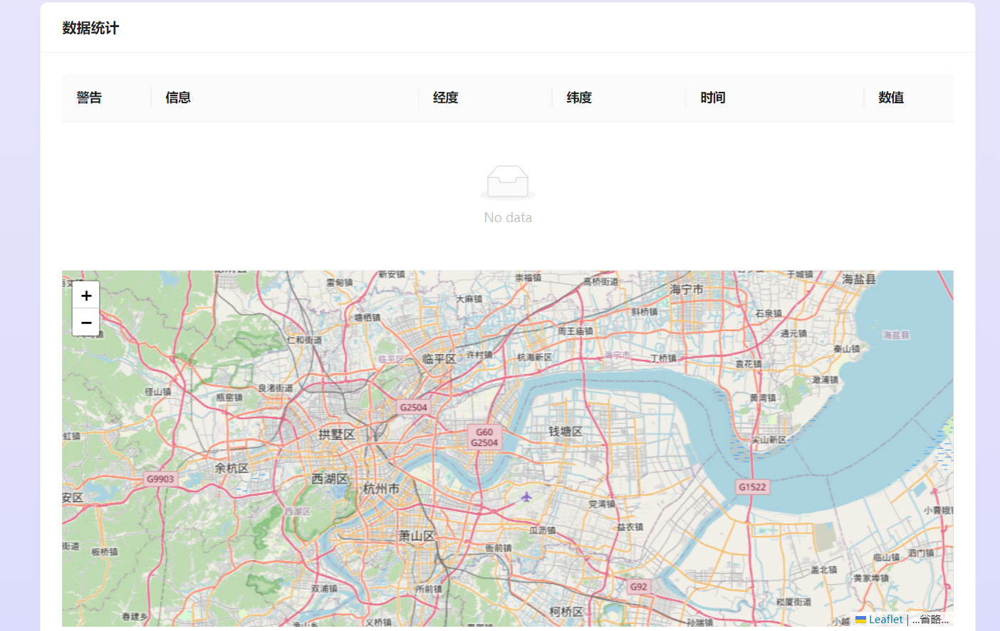 数据统计
警告 信息 经度 纬度 时间 数值
No data
+
−
新安镇
雷甸镇
崇福镇
高桥街道
于城镇
海盐县
大麻镇
海宁市
塘栖镇
斜桥镇
石泉镇
周王庙镇
通元镇
海盐县
仁和街道
临平区
临平区
许村镇
杭海新区
海宁市
丁桥镇
秦山镇
袁花镇
澉浦镇
径山镇
瓶窑镇
良渚街道
黄湾镇
G2504
虹镇
拱墅区
G60
G2504
钱塘区
尖山新区
余杭区
G9903
西湖区
杭州市
G1522
安区
西湖区
党湾镇
小曹娥镇
萧山区
瓜沥镇
益农镇
街道
板桥镇
衙前镇
临山镇
泗门镇
盖北镇
黄家埠镇
双浦镇
所前镇
G92
崧厦街道
春建乡
柯桥区
渔山乡
义桥镇
孙端镇
小越
Leaflet | ...省略...